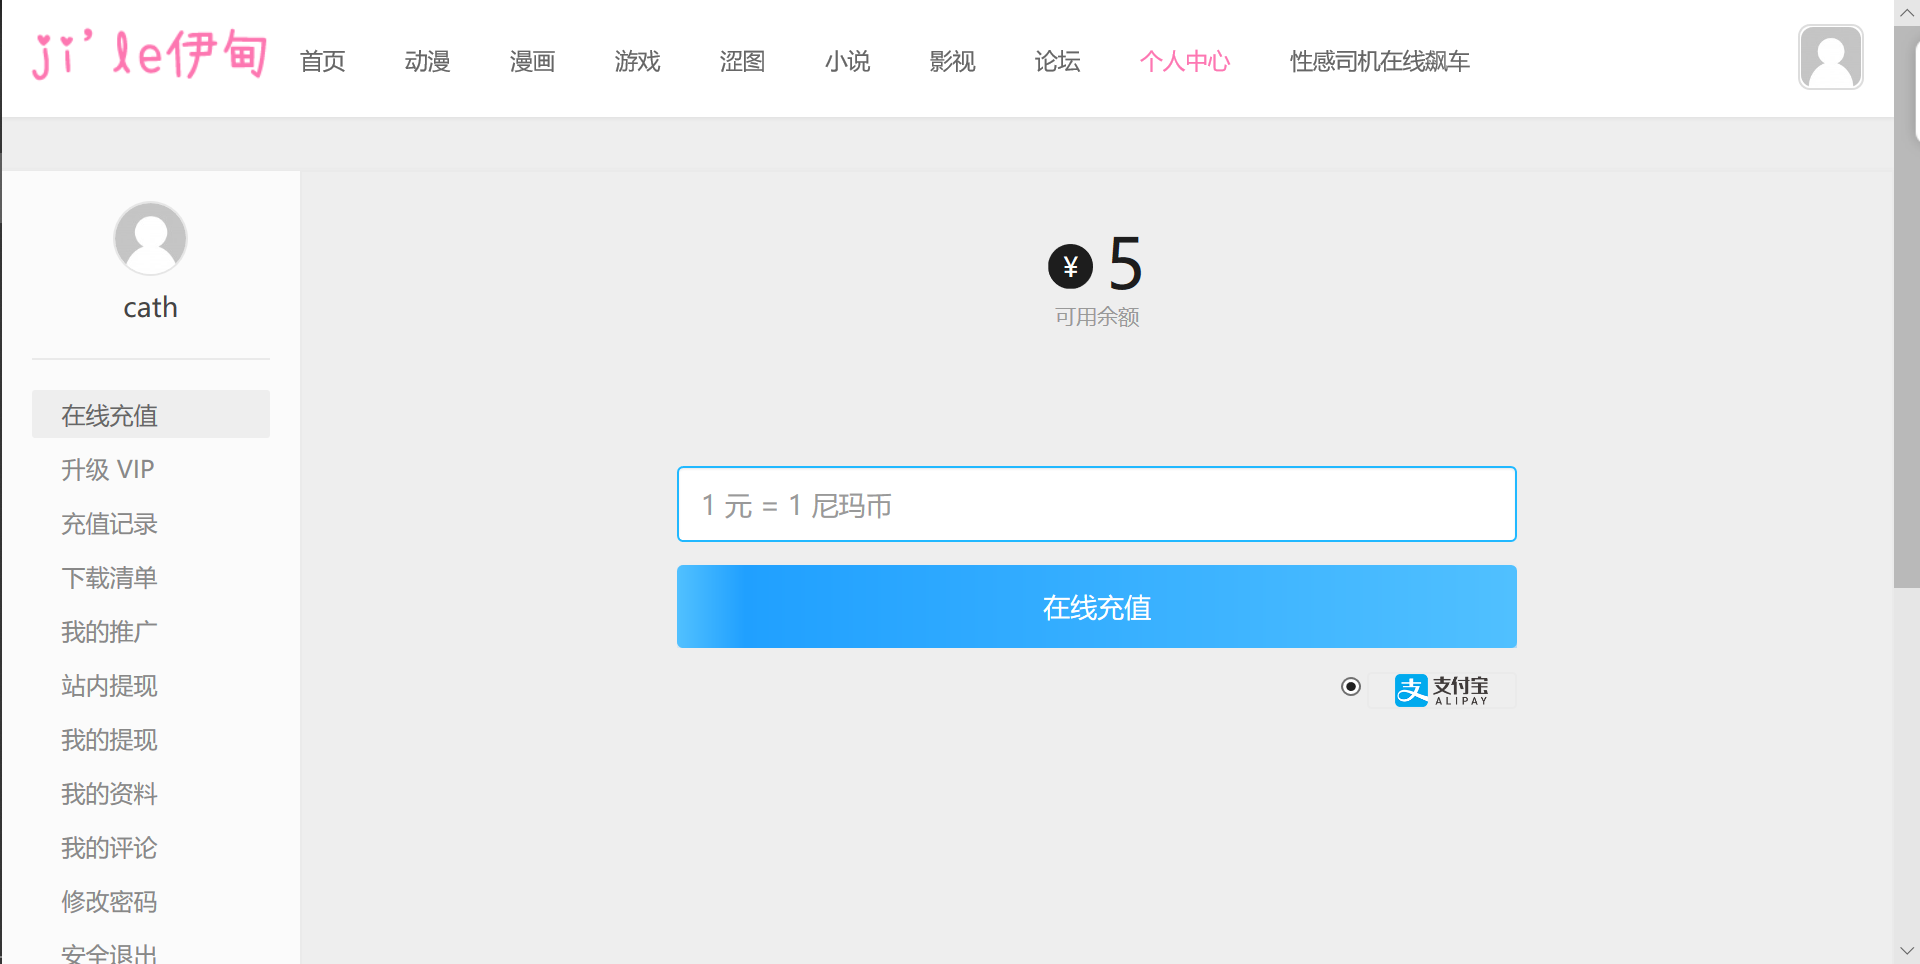 ji'le伊甸
首页 动漫 漫画 游戏 涩图 小说 影视 论坛 个人中心 性感司机在线飙车
cath
在线充值
升级 VIP
充值记录
下载清单
我的推广
站内提现
我的提现
我的资料
我的评论
修改密码
安全退出
¥ 5
可用余额
1 元 = 1 尼玛币
在线充值
支 支付宝
ALIPAY